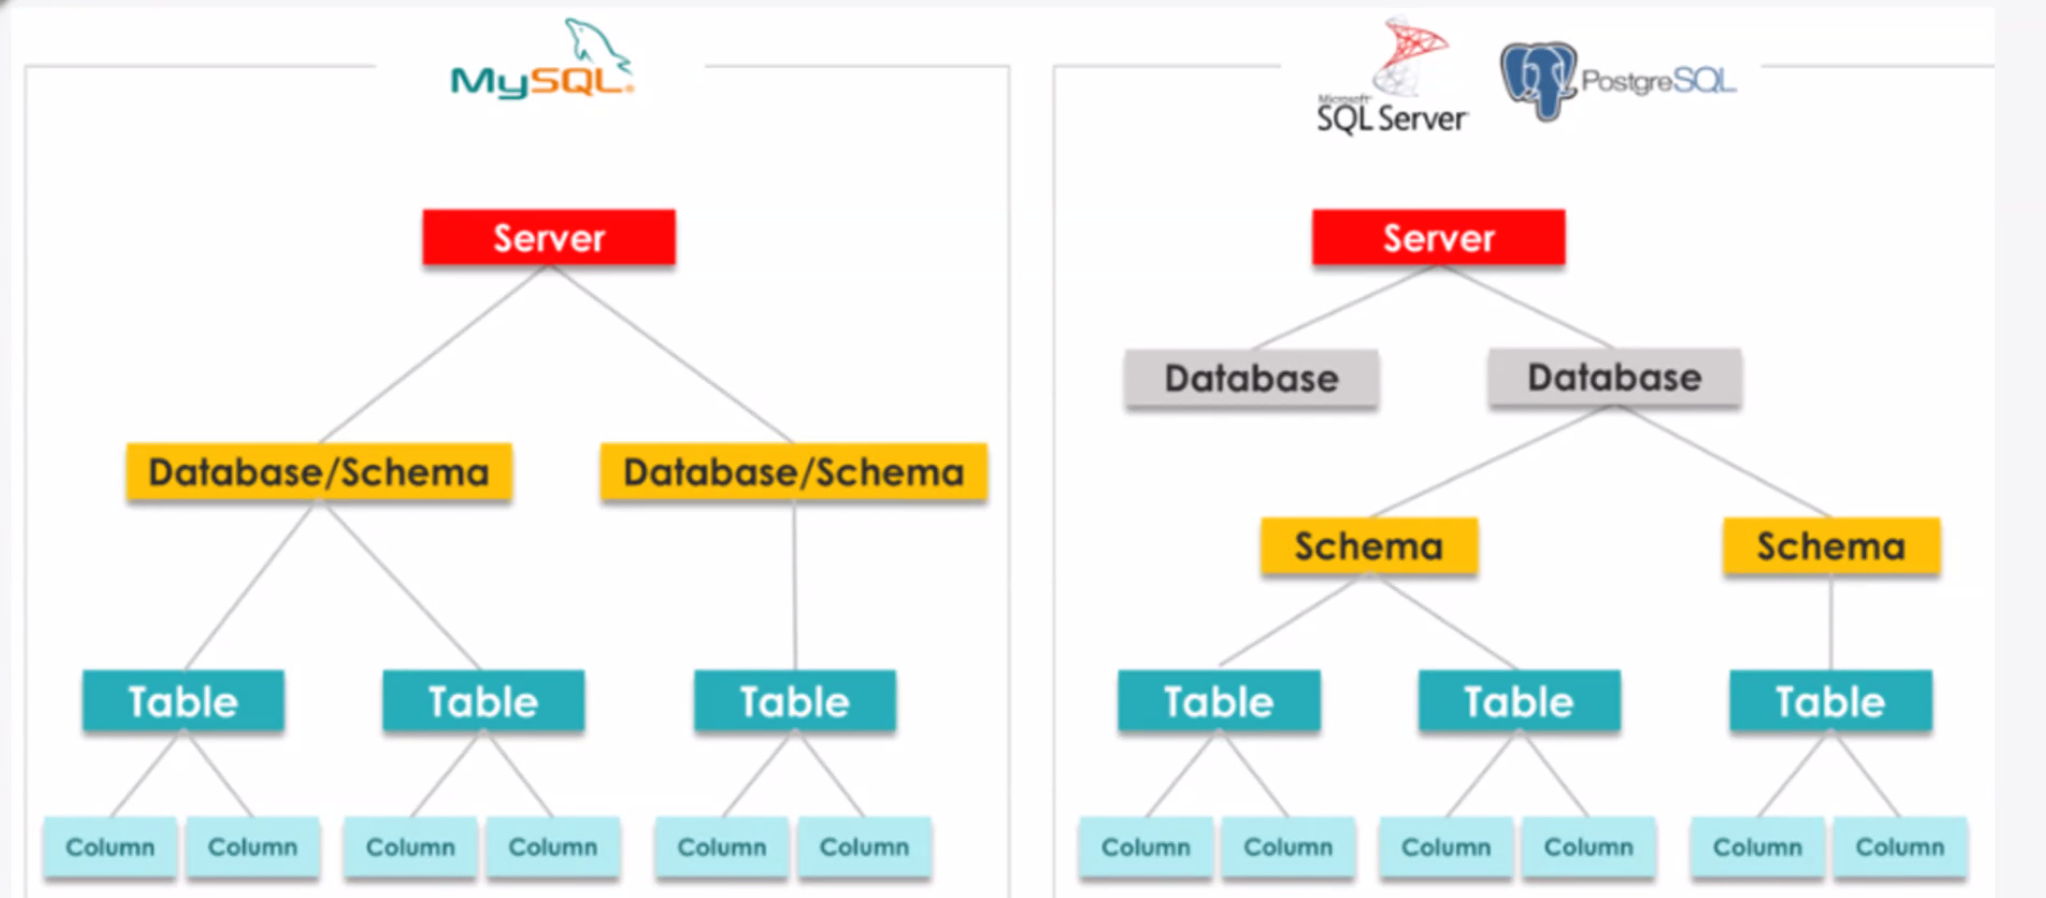 MySQL®
Microsoft®
SQL Server
PostgreSQL
Server
Server
Database
Database
Database/Schema
Database/Schema
Schema
Schema
Table
Table
Table
Table
Table
Table
Column
Column
Column
Column
Column
Column
Column
Column
Column
Column
Column
Column